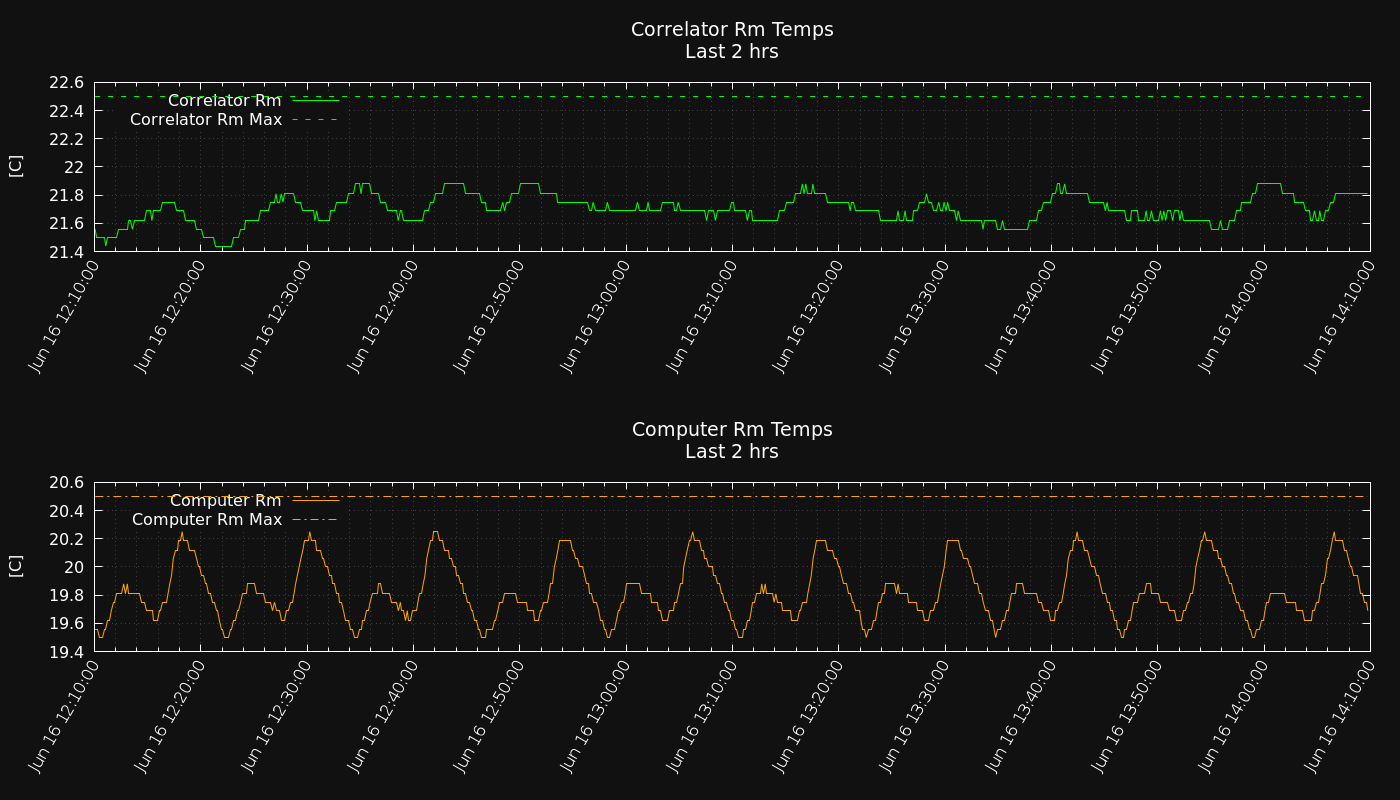 Correlator Rm Temps
Last 2 hrs
22.6
22.4
22.2
22
21.8
21.6
21.4
[C]
Correlator Rm
Correlator Rm Max
Jun 16 12:10:00
Jun 16 12:20:00
Jun 16 12:30:00
Jun 16 12:40:00
Jun 16 12:50:00
Jun 16 13:00:00
Jun 16 13:10:00
Jun 16 13:20:00
Jun 16 13:30:00
Jun 16 13:40:00
Jun 16 13:50:00
Jun 16 14:00:00
Jun 16 14:10:00
Computer Rm Temps
Last 2 hrs
20.6
20.4
20.2
20
19.8
19.6
19.4
[C]
Computer Rm
Computer Rm Max
Jun 16 12:10:00
Jun 16 12:20:00
Jun 16 12:30:00
Jun 16 12:40:00
Jun 16 12:50:00
Jun 16 13:00:00
Jun 16 13:10:00
Jun 16 13:20:00
Jun 16 13:30:00
Jun 16 13:40:00
Jun 16 13:50:00
Jun 16 14:00:00
Jun 16 14:10:00